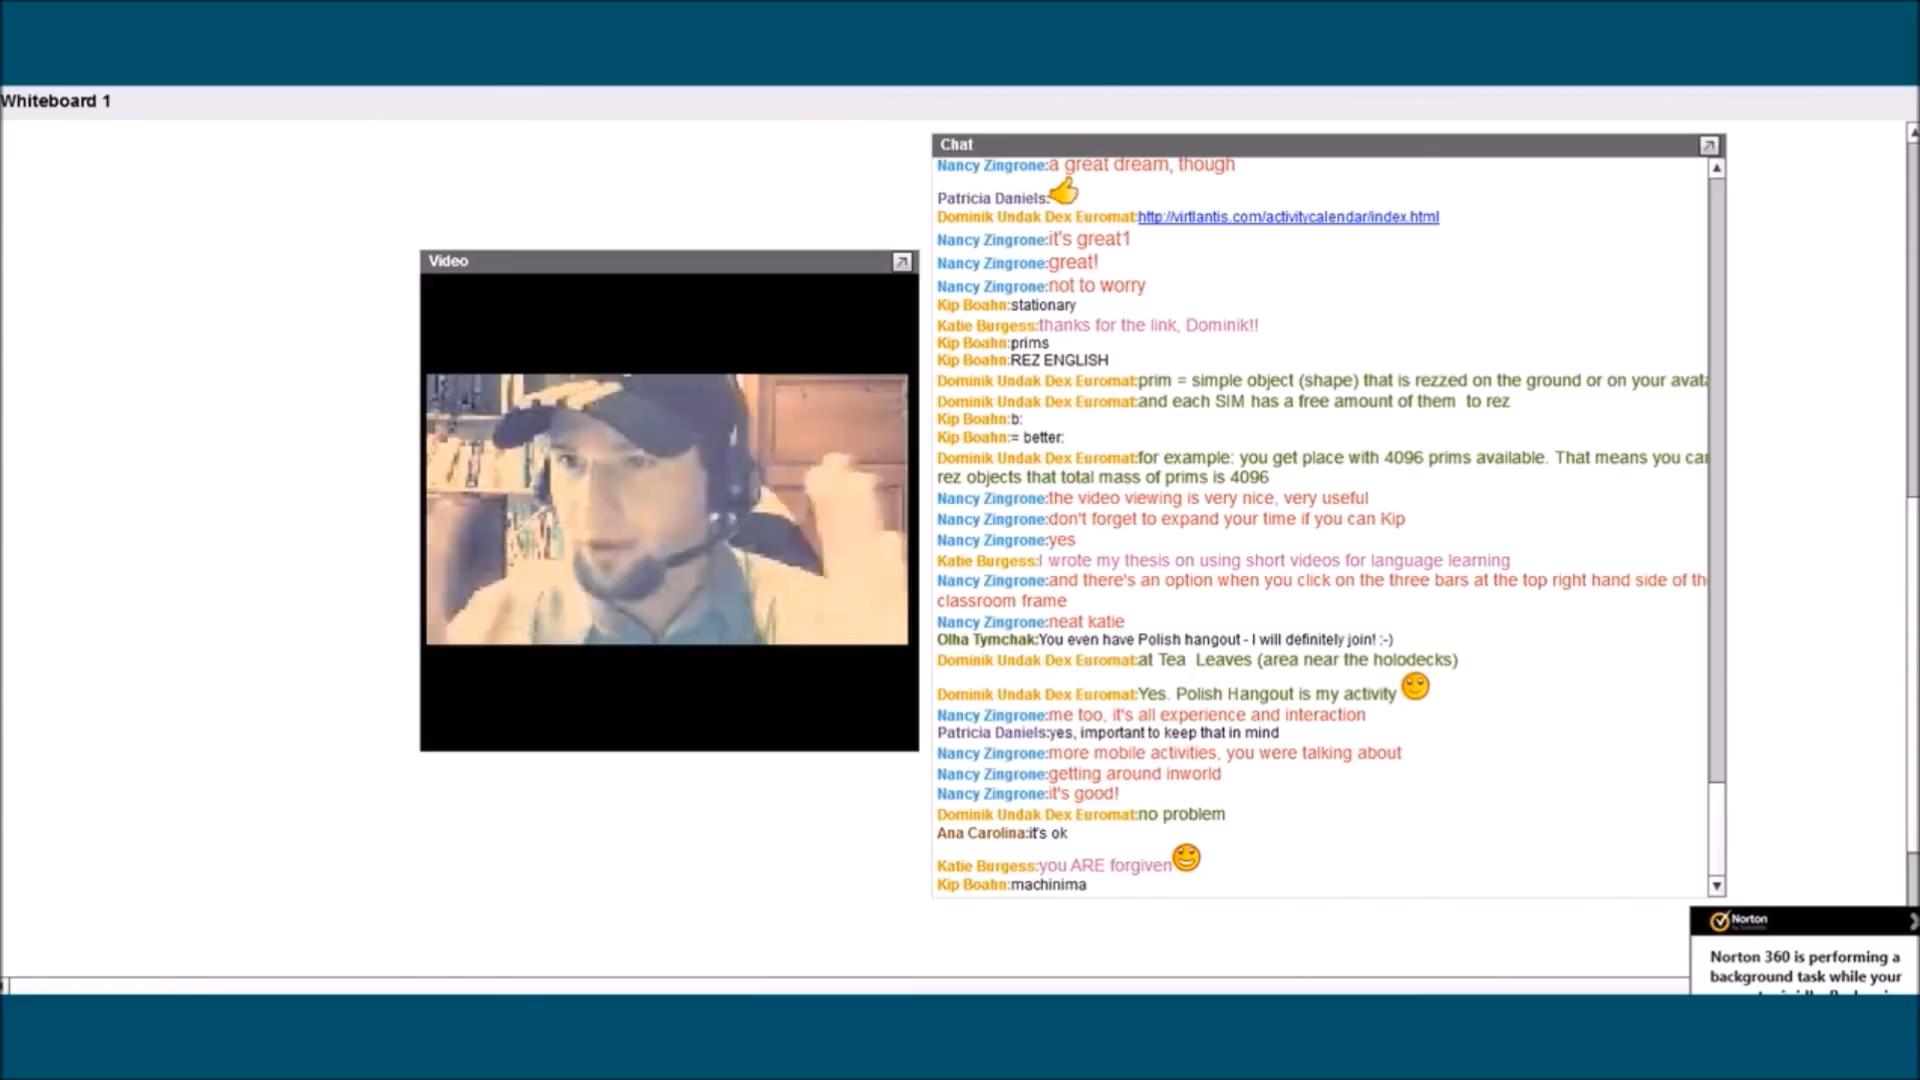 Whiteboard 1
Chat
Nancy Zingrone:a great dream, though
Patricia Daniels:
Dominik Undak Dex Euromat:http://virtlantis.com/activitycalendar/index.html
Nancy Zingrone:it's great1
Nancy Zingrone:great!
Nancy Zingrone:not to worry
Kip Boahn:stationary
Katie Burgess:thanks for the link, Dominik!!
Kip Boahn:prims
Kip Boahn:REZ ENGLISH
Dominik Undak Dex Euromat:prim = simple object (shape) that is rezzed on the ground or on your
Dominik Undak Dex Euromat:and each SIM has a free amount of them to rez
Kip Boahn:b:
Kip Boahn:= better:
Dominik Undak Dex Euromat:for example: you get place with 4096 prims available. That means you
rez objects that total mass of prims is 4096
Nancy Zingrone:the video viewing is very nice, very useful
Nancy Zingrone:don't forget to expand your time if you can Kip
Nancy Zingrone:yes
Katie Burgess:I wrote my thesis on using short videos for language learning
Nancy Zingrone:and there's an option when you click on the three bars at the top right hand side of
classroom frame
Nancy Zingrone:neat katie
Olha Tymchak:You even have Polish hangout - I will definitely join! :-)
Dominik Undak Dex Euromat:at Tea Leaves (area near the holodecks)
Dominik Undak Dex Euromat:Yes. Polish Hangout is my activity
Nancy Zingrone:me too, it's all experience and interaction
Patricia Daniels:yes, important to keep that in mind
Nancy Zingrone:more mobile activities, you were talking about
Nancy Zingrone:getting around inworld
Nancy Zingrone:it's good!
Dominik Undak Dex Euromat:no problem
Ana Carolina:it's ok
Katie Burgess:you ARE forgiven
Kip Boahn:machinima
Video
Norton
Norton 360 is performing a
background task while your